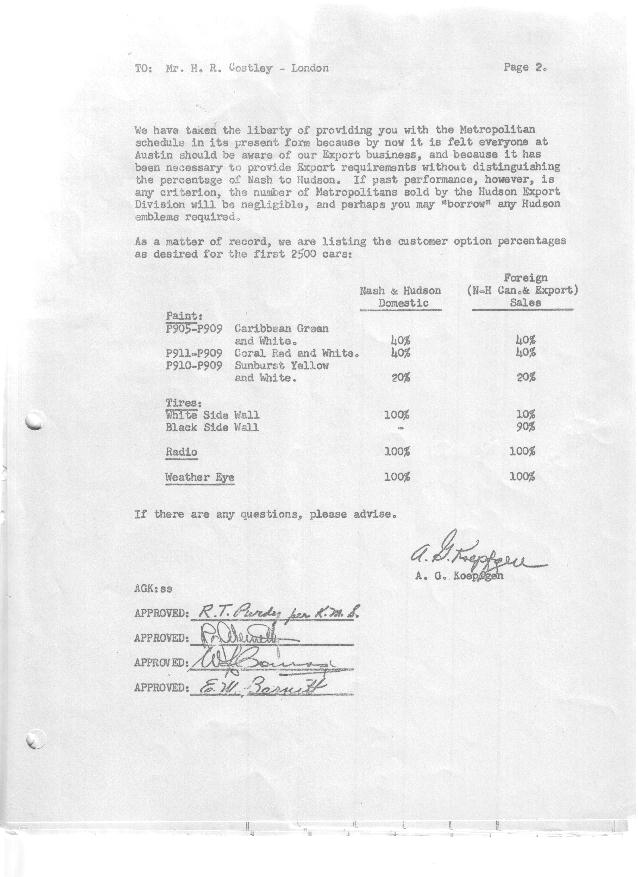 TO: Mr. H. R. Costley - London Page 2.
We have taken the liberty of providing you with the Metropolitan
schedule in its present form because by now it is felt everyone at
Austin should be aware of our Export business, and because it has
been necessary to provide Export requirements without distinguishing
the percentage of Nash to Hudson. If past performance, however, is
any criterion, the number of Metropolitans sold by the Hudson Export
Division will be negligible, and perhaps you may "borrow" any Hudson
emblems required.
As a matter of record, we are listing the customer option percentages
as desired for the first 2500 cars:
Foreign
Nash & Hudson (N-H Can.& Export)
Domestic Sales
Paint:
P905-P909 Caribbean Green
and White. 40% 40%
P911-P909 Coral Red and White. 40% 40%
P910-P909 Sunburst Yellow
and White. 20% 20%
Tires:
White Side Wall 100% 10%
Black Side Wall - 90%
Radio 100% 100%
Weather Eye 100% 100%
If there are any questions, please advise.
A. G. Koepfgen
A. G. Koepfgen
AGK:ss
APPROVED: R.T. Purdy per K.M.S.
APPROVED:
APPROVED:
APPROVED: E.W. Barnett